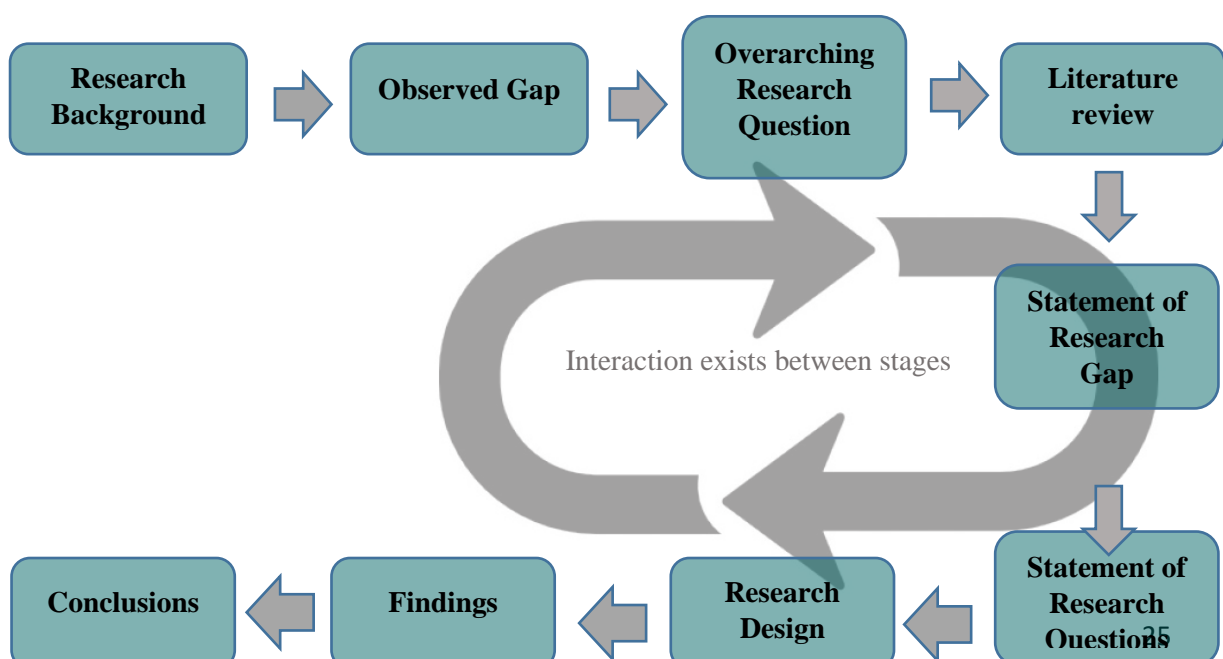 Research
Background
Observed Gap
Overarching
Research
Question
Literature
review
Interaction exists between stages
Statement of
Research
Gap
Conclusions
Findings
Research
Design
Statement of
Research
Questions
25